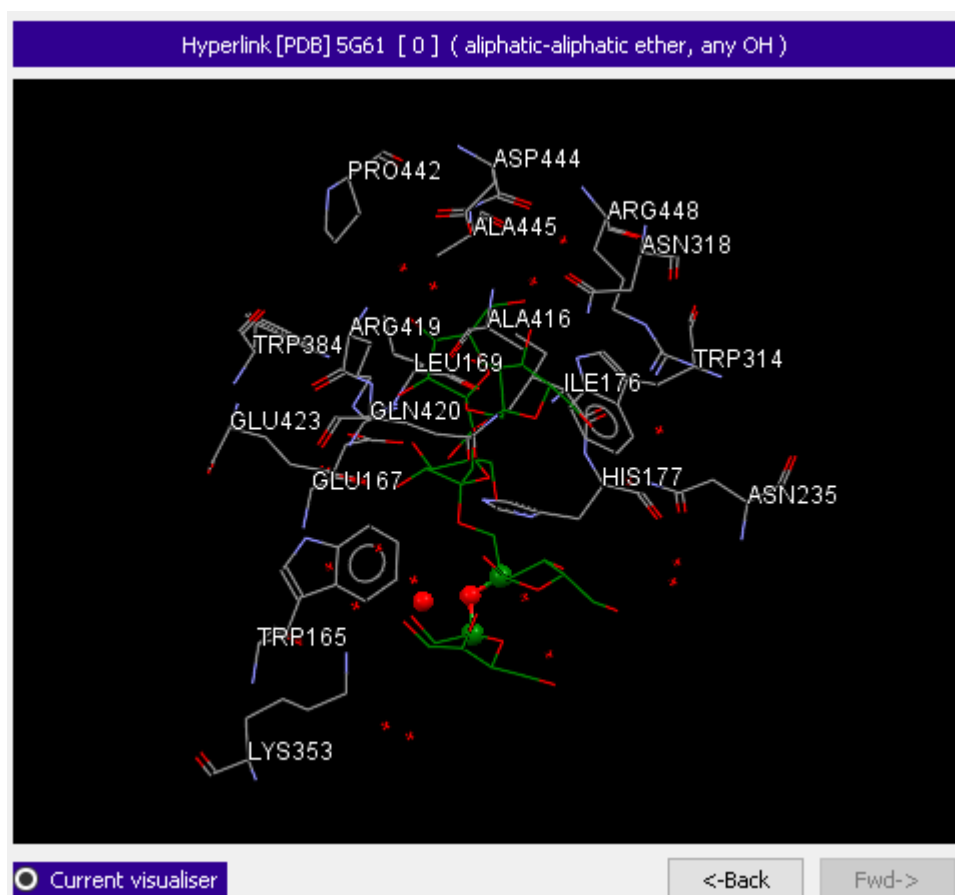 Hyperlink [PDB] 5G61 [ 0 ] ( aliphatic-aliphatic ether, any OH )
ASP444
PRO442
ARG448
ALA445
ASN318
ALA416
ARG419
TRP384
LEU169
TRP314
ILE176
GLN420
GLU423
GLU167
HIS177
ASN235
TRP165
LYS353
Current visualiser
<-Back
Fwd->